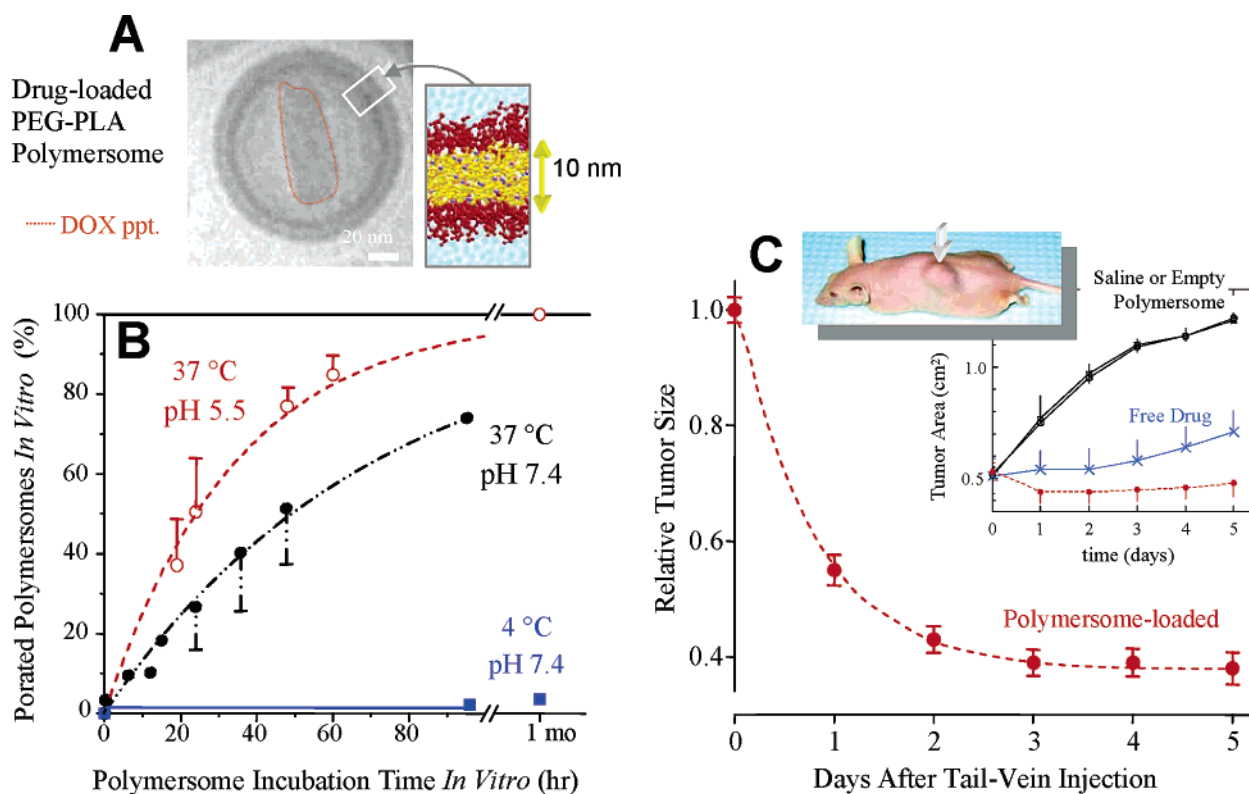 A
Drug-loaded
PEG-PLA
Polymersome
DOX ppt.
20 nm
10 nm
B
Porated Polymersomes In Vitro (%)
100
80
60
40
20
0
37 °C
pH 5.5
37 °C
pH 7.4
4 °C
pH 7.4
0
20
40
60
80
1 mo
Polymersome Incubation Time In Vitro (hr)
C
Relative Tumor Size
1.0
0.8
0.6
0.4
Saline or Empty
Polymersome
Tumor Area (cm²)
1.0
0.5
Free Drug
0
1
2
3
4
5
time (days)
Polymersome-loaded
0
1
2
3
4
5
Days After Tail-Vein Injection